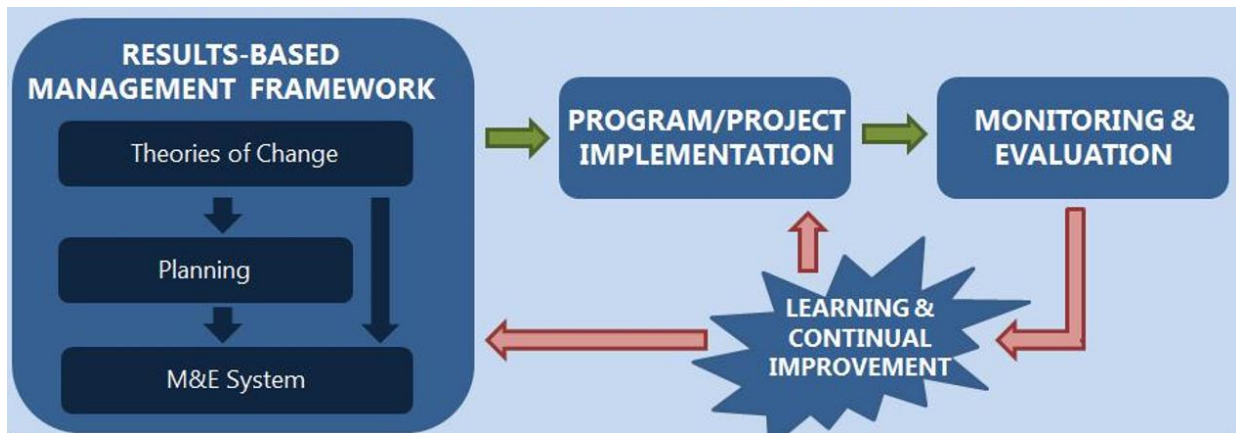 RESULTS-BASED
MANAGEMENT FRAMEWORK
Theories of Change
Planning
M&E System
PROGRAM/PROJECT
IMPLEMENTATION
MONITORING &
EVALUATION
LEARNING &
CONTINUAL
IMPROVEMENT